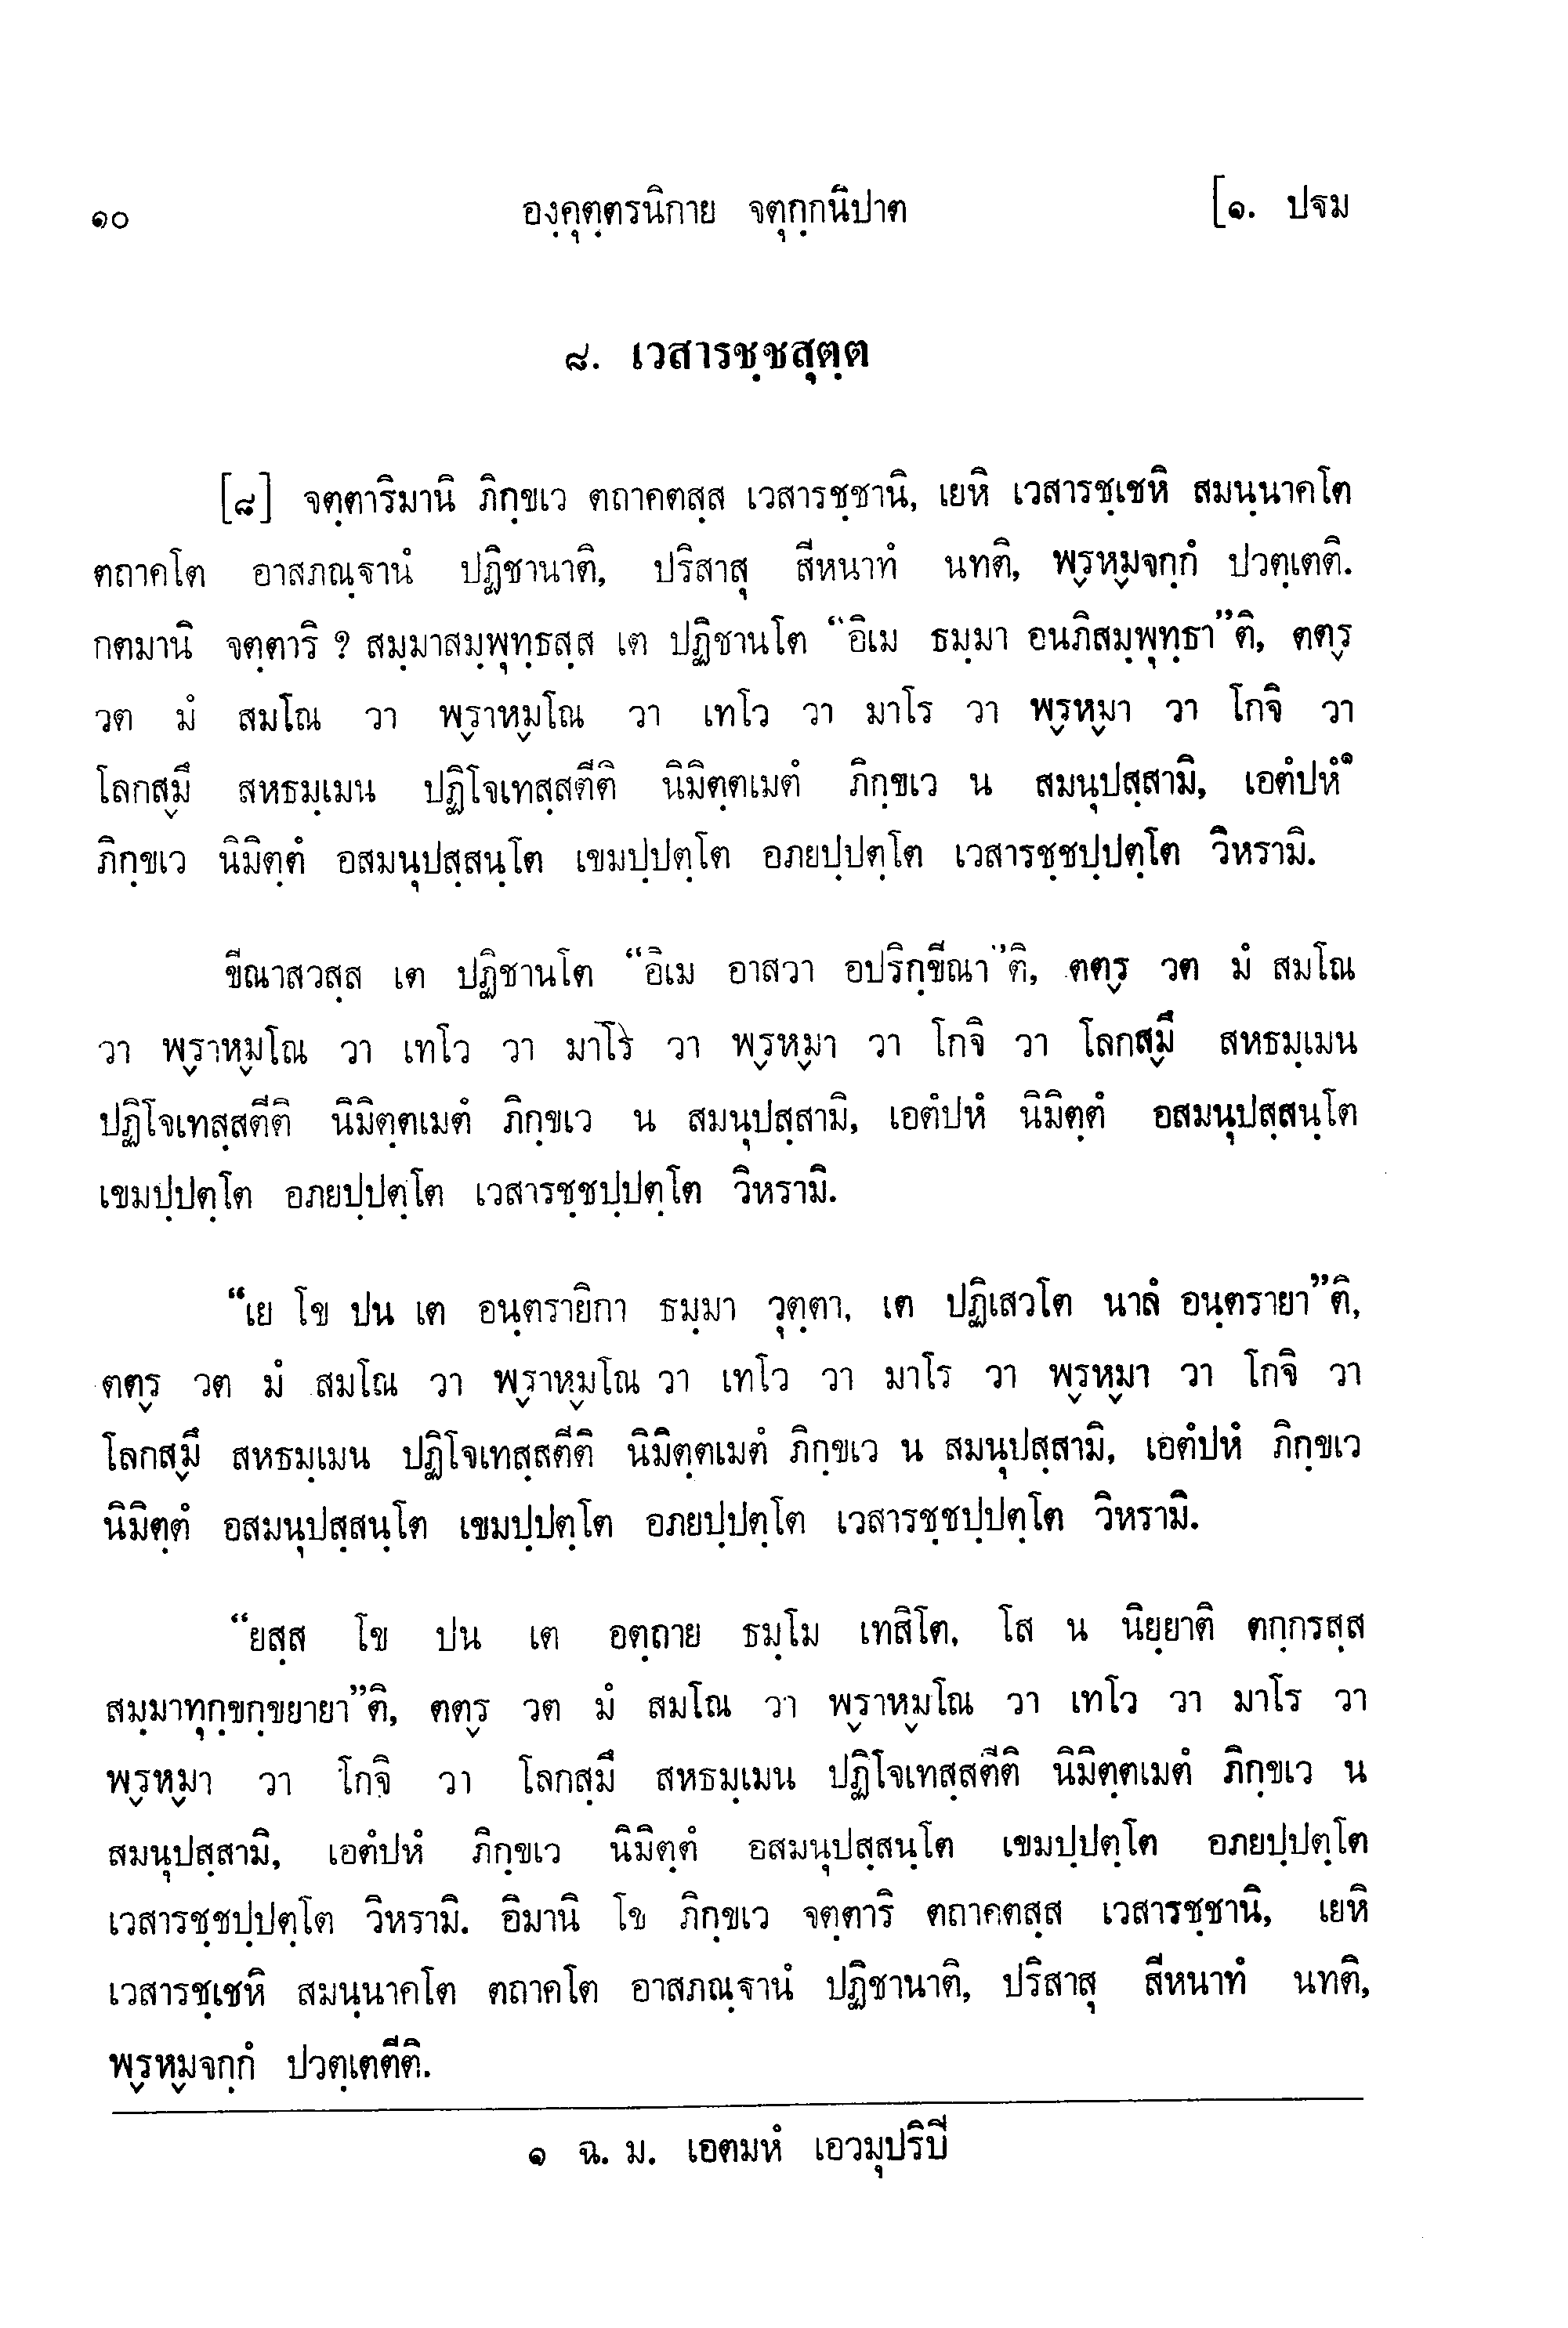 ๑๐ องฺคุตฺตรนิกาย จตุกฺกนิปาต [๑. ปฐม
๘. เวสารชฺชสุตฺต
[๘] จตฺตาริมานิ ภิกฺขเว ตถาคตสฺส เวสารชฺชานิ, เยหิ เวสารชฺเชหิ สมนฺนาคโต
ตถาคโต อาสภณฺฐานํ ปฏิชานาติ, ปริสาสุ สีหนาทํ นทติ, พ๎รห๎มจกฺกํ ปวตฺเตติ.
กตมานิ จตฺตาริ ? สมฺมาสมฺพุทฺธสฺส เต ปฏิชานโต “อิเม ธมฺมา อนภิสมฺพุทฺธา”ติ, ตต๎ร
วต มํ สมโณ วา พ๎ราห๎มโณ วา เทโว วา มาโร วา พ๎รห๎มา วา โกจิ วา
โลกส๎มึ สหธมฺเมน ปฏิโจเทสฺสตีติ นิมิตฺตเมตํ ภิกฺขเว น สมนุปสฺสามิ, เอตํปหํ๑
ภิกฺขเว นิมิตฺตํ อสมนุปสฺสนฺโต เขมปฺปตฺโต อภยปฺปตฺโต เวสารชฺชปฺปตฺโต วิหรามิ.
ขีณาสวสฺส เต ปฏิชานโต “อิเม อาสวา อปริกฺขีณา”ติ, ตต๎ร วต มํ สมโณ
วา พ๎ราห๎มโณ วา เทโว วา มาโร วา พ๎รห๎มา วา โกจิ วา โลกส๎มึ สหธมฺเมน
ปฏิโจเทสฺสตีติ นิมิตฺตเมตํ ภิกฺขเว น สมนุปสฺสามิ, เอตํปหํ นิมิตฺตํ อสมนุปสฺสนฺโต
เขมปฺปตฺโต อภยปฺปตฺโต เวสารชฺชปฺปตฺโต วิหรามิ.
“เย โข ปน เต อนฺตรายิกา ธมฺมา วุตฺตา, เต ปฏิเสวโต นาลํ อนฺตรายา”ติ,
ตต๎ร วต มํ สมโณ วา พ๎ราห๎มโณ วา เทโว วา มาโร วา พ๎รห๎มา วา โกจิ วา
โลกส๎มึ สหธมฺเมน ปฏิโจเทสฺสตีติ นิมิตฺตเมตํ ภิกฺขเว น สมนุปสฺสามิ, เอตํปหํ ภิกฺขเว
นิมิตฺตํ อสมนุปสฺสนฺโต เขมปฺปตฺโต อภยปฺปตฺโต เวสารชฺชปฺปตฺโต วิหรามิ.
“ยสฺส โข ปน เต อตฺถาย ธมฺโม เทสิโต, โส น นิยฺยาติ ตกฺกรสฺส
สมฺมาทุกฺขกฺขยายา”ติ, ตต๎ร วต มํ สมโณ วา พ๎ราห๎มโณ วา เทโว วา มาโร วา
พ๎รห๎มา วา โกจิ วา โลกสฺมึ สหธมฺเมน ปฏิโจเทสฺสตีติ นิมิตฺตเมตํ ภิกฺขเว น
สมนุปสฺสามิ, เอตํปหํ ภิกฺขเว นิมิตฺตํ อสมนุปสฺสนฺโต เขมปฺปตฺโต อภยปฺปตฺโต
เวสารชฺชปฺปตฺโต วิหรามิ. อิมานิ โข ภิกฺขเว จตฺตาริ ตถาคตสฺส เวสารชฺชานิ, เยหิ
เวสารชฺเชหิ สมนฺนาคโต ตถาคโต อาสภณฺฐานํ ปฏิชานาติ, ปริสาสุ สีหนาทํ นทติ,
พ๎รห๎มจกฺกํ ปวตฺเตตีติ.
๑ ฉ. ม. เอตมหํ เอวมุปริปี